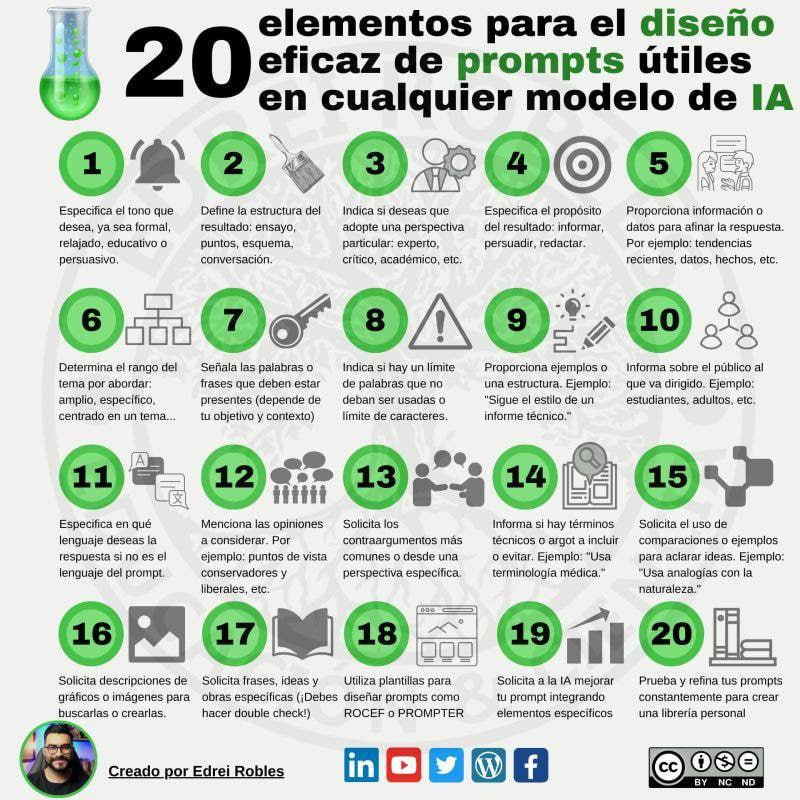 20
elementos para el diseño
eficaz de prompts útiles
en cualquier modelo de IA
1
Especifica el tono que
desea, ya sea formal,
relajado, educativo o
persuasivo.
2
Define la estructura del
resultado: ensayo,
puntos, esquema,
conversación.
3
Indica si deseas que
adopte una perspectiva
particular: experto,
crítico, académico, etc.
4
Especifica el propósito
del resultado: informar,
persuadir, redactar.
5
Proporciona información o
datos para afinar la respuesta.
Por ejemplo: tendencias
recientes, datos, hechos, etc.
6
Determina el rango del
tema por abordar:
amplio, específico,
centrado en un tema...
7
Señala las palabras o
frases que deben estar
presentes (depende de
tu objetivo y contexto)
8
Indica si hay un límite
de palabras que no
deban ser usadas o
límite de caracteres.
9
Proporciona ejemplos o
una estructura. Ejemplo:
"Sigue el estilo de un
informe técnico."
10
Informa sobre el público al
que va dirigido. Ejemplo:
estudiantes, adultos, etc.
11
A
文
Especifica en qué
lenguaje deseas la
respuesta si no es el
lenguaje del prompt.
12
Menciona las opiniones
a considerar. Por
ejemplo: puntos de vista
conservadores y
liberales, etc.
13
Solicita los
contraargumentos más
comunes o desde una
perspectiva específica.
14
Informa si hay términos
técnicos o argot a incluir
o evitar. Ejemplo: "Usa
terminología médica."
15
Solicita el uso de
comparaciones o ejemplos
para aclarar ideas. Ejemplo:
"Usa analogías con la
naturaleza."
16
Solicita descripciones de
gráficos o imágenes para
buscarlas o crearlas.
17
Solicita frases, ideas y
obras específicas (¡Debes
hacer double check!)
18
Utiliza plantillas para
diseñar prompts como
ROCEF o PROMPTER
19
Solicita a la IA mejorar
tu prompt integrando
elementos específicos
20
Prueba y refina tus prompts
constantemente para crear
una librería personal
Creado por Edrei Robles
in
W
f
cc
BY NC ND